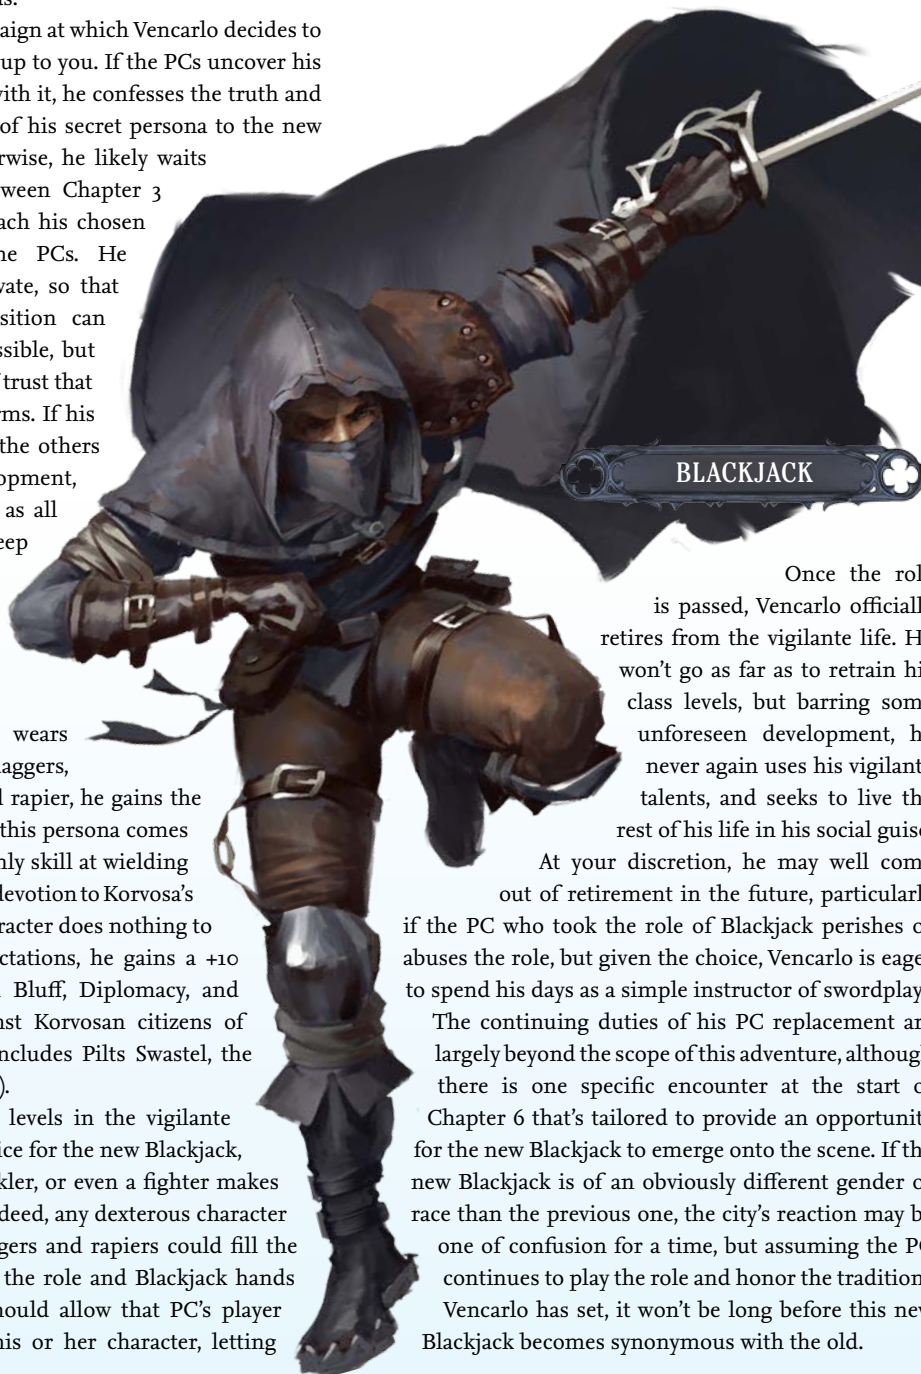 is.
aign at which Vencarlo decides to
up to you. If the PCs uncover his
with it, he confesses the truth and
of his secret persona to the new
rwise, he likely waits
ween Chapter 3
ach his chosen
ne PCs. He
vate, so that
sition can
ssible, but
trust that
rms. If his
the others
opment,
as all
eep
wears
laggers,
l rapier, he gains the
this persona comes
nly skill at wielding
devotion to Korvosa's
racter does nothing to
ctations, he gains a +10
Bluff, Diplomacy, and
nst Korvosan citizens of
ncludes Pilts Swastel, the
).
levels in the vigilante
ice for the new Blackjack,
kler, or even a fighter makes
deed, any dexterous character
gers and rapiers could fill the
the role and Blackjack hands
hould allow that PC's player
his or her character, letting
BLACKJACK
Once the rol
is passed, Vencarlo officiall
retires from the vigilante life. H
won't go as far as to retrain hi
class levels, but barring som
unforeseen development, h
never again uses his vigilant
talents, and seeks to live th
rest of his life in his social guis
At your discretion, he may well com
out of retirement in the future, particularl
if the PC who took the role of Blackjack perishes o
abuses the role, but given the choice, Vencarlo is eage
to spend his days as a simple instructor of swordplay
The continuing duties of his PC replacement ar
largely beyond the scope of this adventure, althoug
there is one specific encounter at the start o
Chapter 6 that's tailored to provide an opportunit
for the new Blackjack to emerge onto the scene. If th
new Blackjack is of an obviously different gender o
race than the previous one, the city's reaction may b
one of confusion for a time, but assuming the P
continues to play the role and honor the tradition
Vencarlo has set, it won't be long before this ne
Blackjack becomes synonymous with the old.